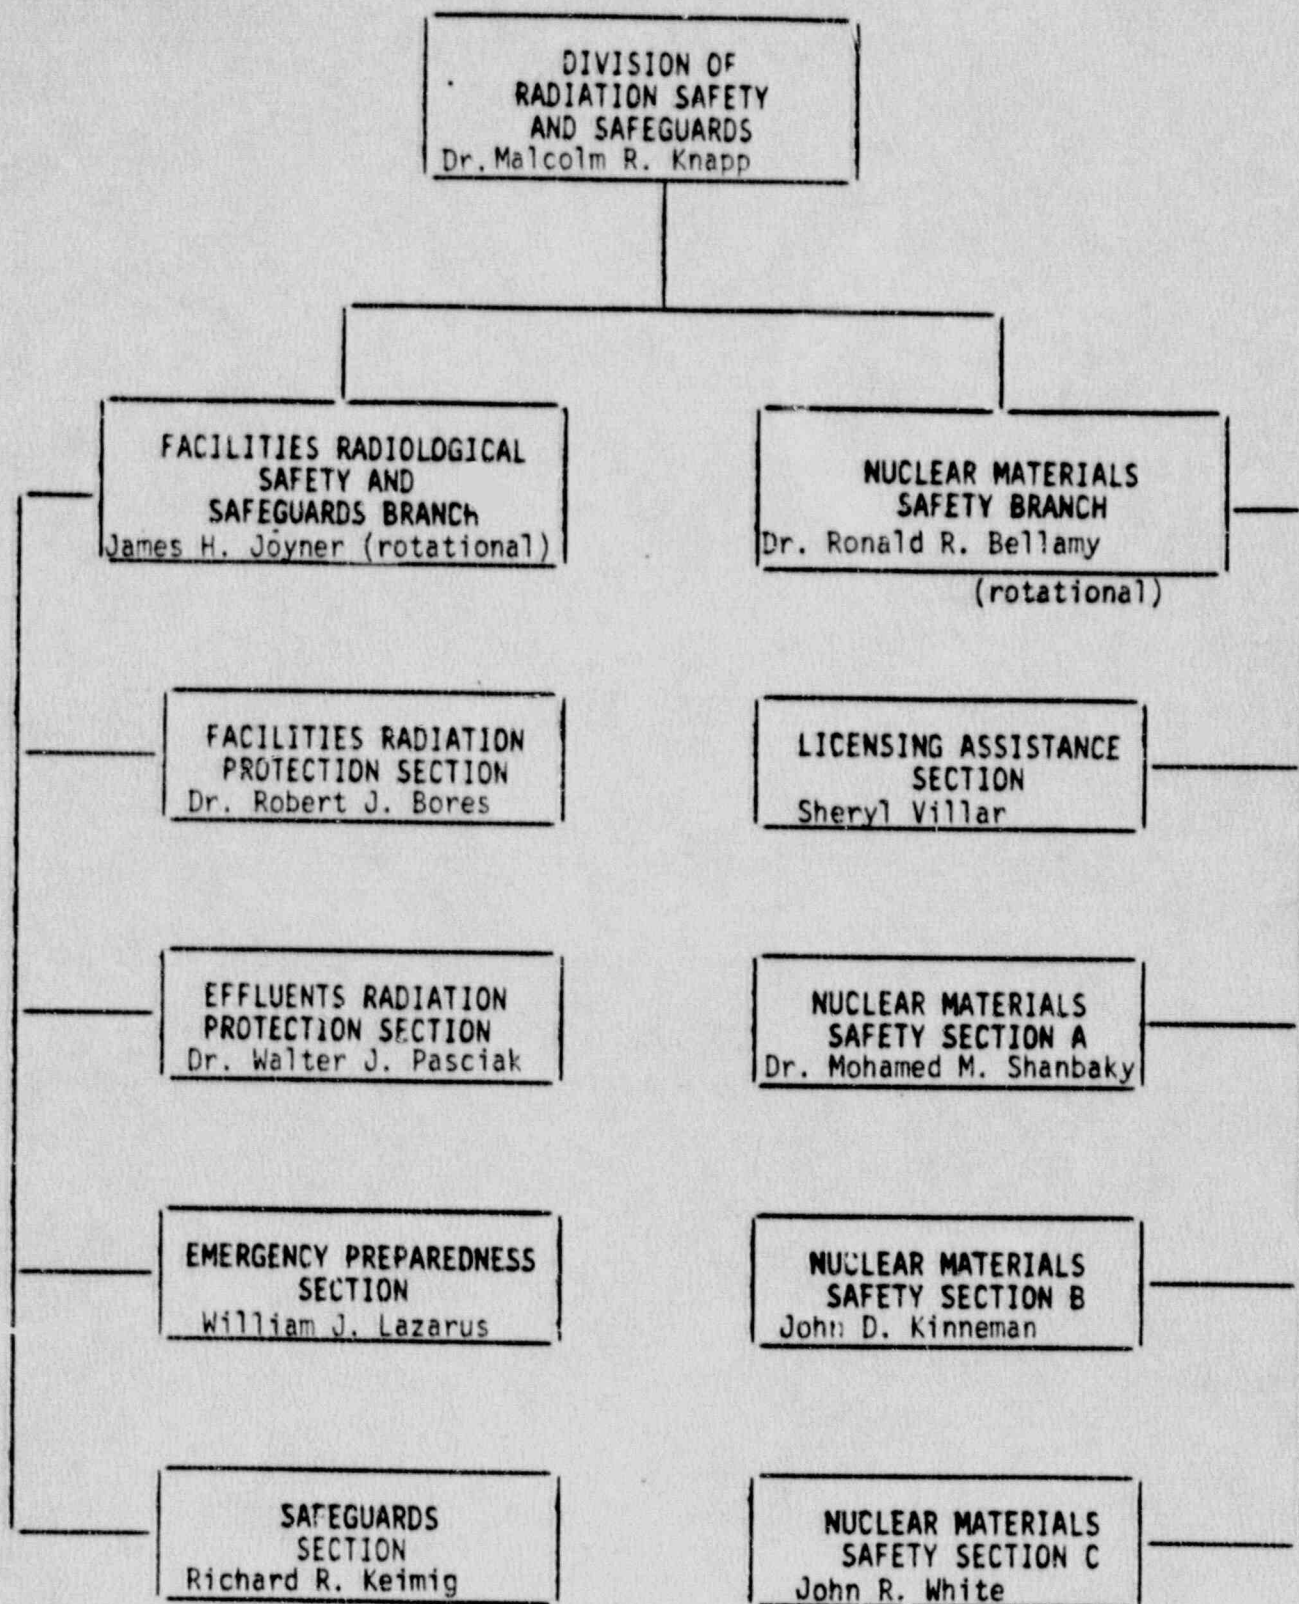 DIVISION OF
RADIATION SAFETY
AND SAFEGUARDS
Dr. Malcolm R. Knapp
FACILITIES RADIOLOGICAL
SAFETY AND
SAFEGUARDS BRANCh
James H. Joyner (rotational)
NUCLEAR MATERIALS
SAFETY BRANCH
Dr. Ronald R. Bellamy
(rotational)
FACILITIES RADIATION
PROTECTION SECTION
Dr. Robert J. Bores
LICENSING ASSISTANCE
SECTION
Sheryl Villar
EFFLUENTS RADIATION
PROTECTION SECTION
Dr. Walter J. Pasciak
NUCLEAR MATERIALS
SAFETY SECTION A
Dr. Mohamed M. Shanbaky
EMERGENCY PREPAREDNESS
SECTION
William J. Lazarus
NUCLEAR MATERIALS
SAFETY SECTION B
John D. Kinneman
SAFEGUARDS
SECTION
Richard R. Keimig
NUCLEAR MATERIALS
SAFETY SECTION C
John R. White